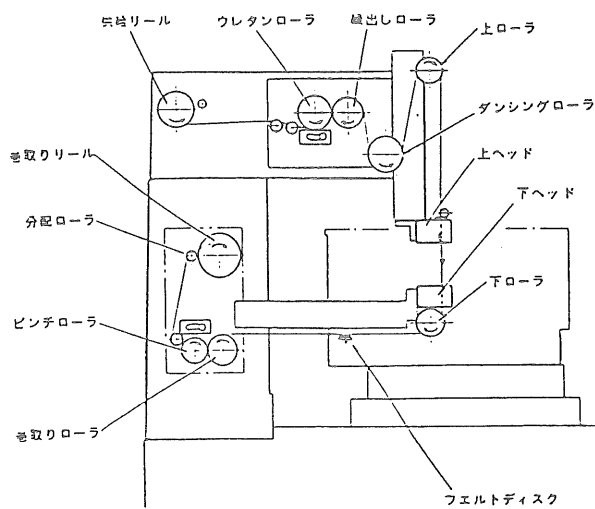 供給リール
ウレタンローラ
繰出しローラ
上ローラ
ダンシングローラ
上ヘッド
巻取りリール
下ヘッド
分配ローラ
下ローラ
ピンチローラ
巻取りローラ
フェルトディスク